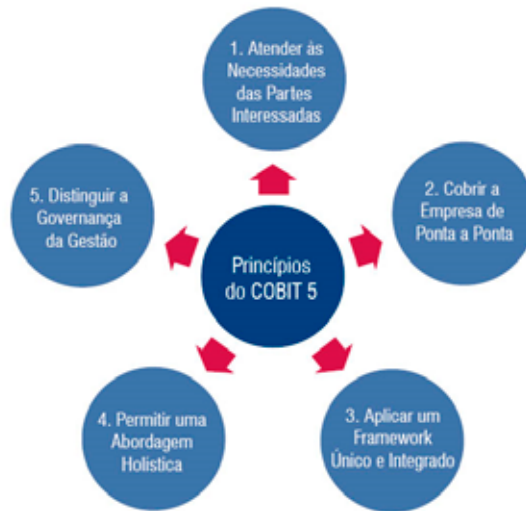 1. Atender às
Necessidades
das Partes
Interessadas
2. Cobrir a
Empresa de
Ponta a Ponta
3. Aplicar um
Framework
Único e Integrado
4. Permitir uma
Abordagem
Holística
5. Distinguir a
Governança
da Gestão
Princípios
do COBIT 5